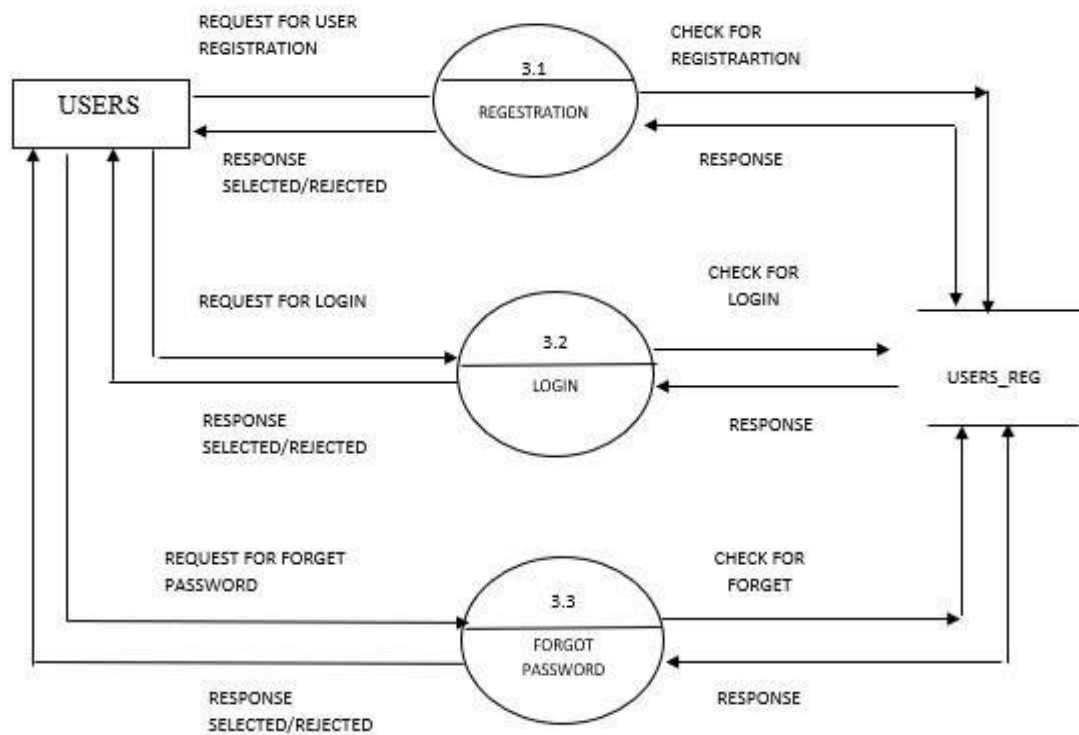 REQUEST FOR USER
REGISTRATION
CHECK FOR
REGISTRARTION
3.1
REGESTRATION
USERS
RESPONSE
SELECTED/REJECTED
RESPONSE
REQUEST FOR LOGIN
CHECK FOR
LOGIN
3.2
LOGIN
USERS_REG
RESPONSE
SELECTED/REJECTED
RESPONSE
REQUEST FOR FORGET
PASSWORD
CHECK FOR
FORGET
3.3
FORGOT
PASSWORD
RESPONSE
SELECTED/REJECTED
RESPONSE